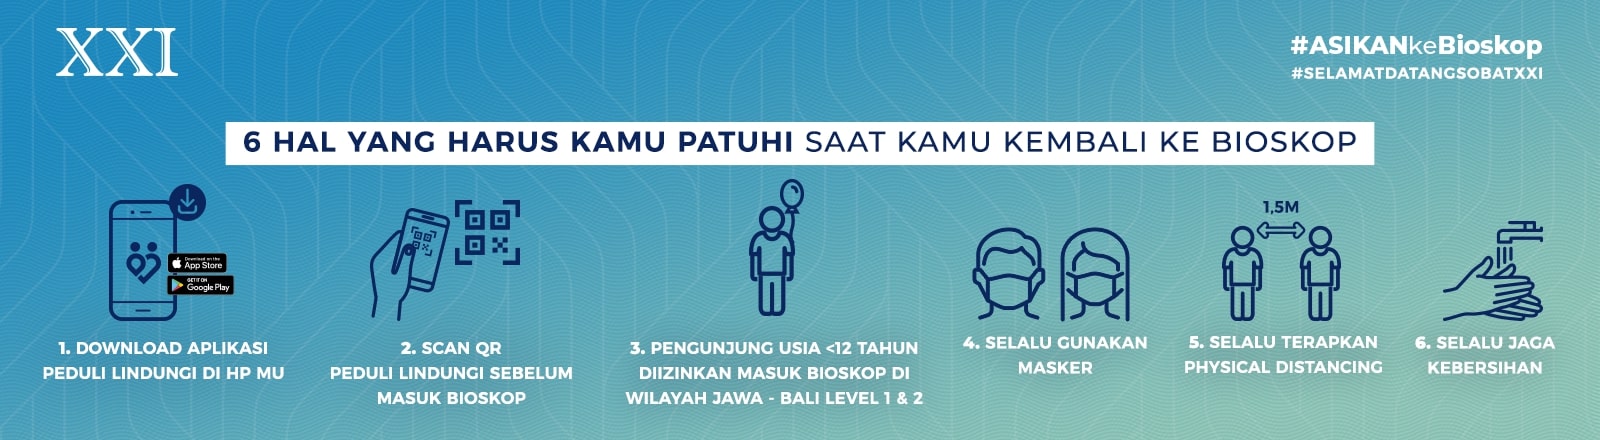 XXI
#ASIKANkeBioskop
#SELAMATDATANGSOBATXXI
6 HAL YANG HARUS KAMU PATUHI SAAT KAMU KEMBALI KE BIOSKOP
Download on the
App Store
GET IT ON
Google Play
1. DOWNLOAD APLIKASI
PEDULI LINDUNGI DI HP MU
2. SCAN QR
PEDULI LINDUNGI SEBELUM
MASUK BIOSKOP
3. PENGUNJUNG USIA <12 TAHUN
DIIZINKAN MASUK BIOSKOP DI
WILAYAH JAWA - BALI LEVEL 1 & 2
4. SELALU GUNAKAN
MASKER
1,5M
5. SELALU TERAPKAN
PHYSICAL DISTANCING
6. SELALU JAGA
KEBERSIHAN